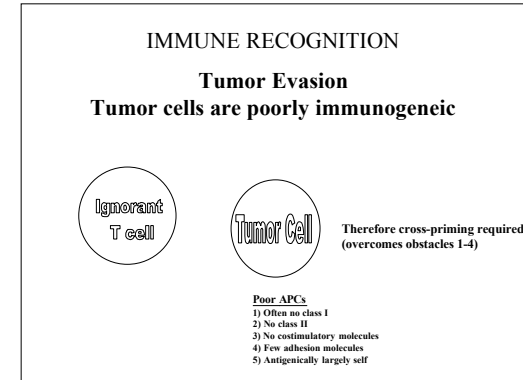 IMMUNE RECOGNITION
Tumor Evasion
Tumor cells are poorly immunogeneic
Ignorant
T cell
Tumor Cell
Therefore cross-priming required
(overcomes obstacles 1-4)
Poor APCs
1) Often no class I
2) No class II
3) No costimulatory molecules
4) Few adhesion molecules
5) Antigenically largely self